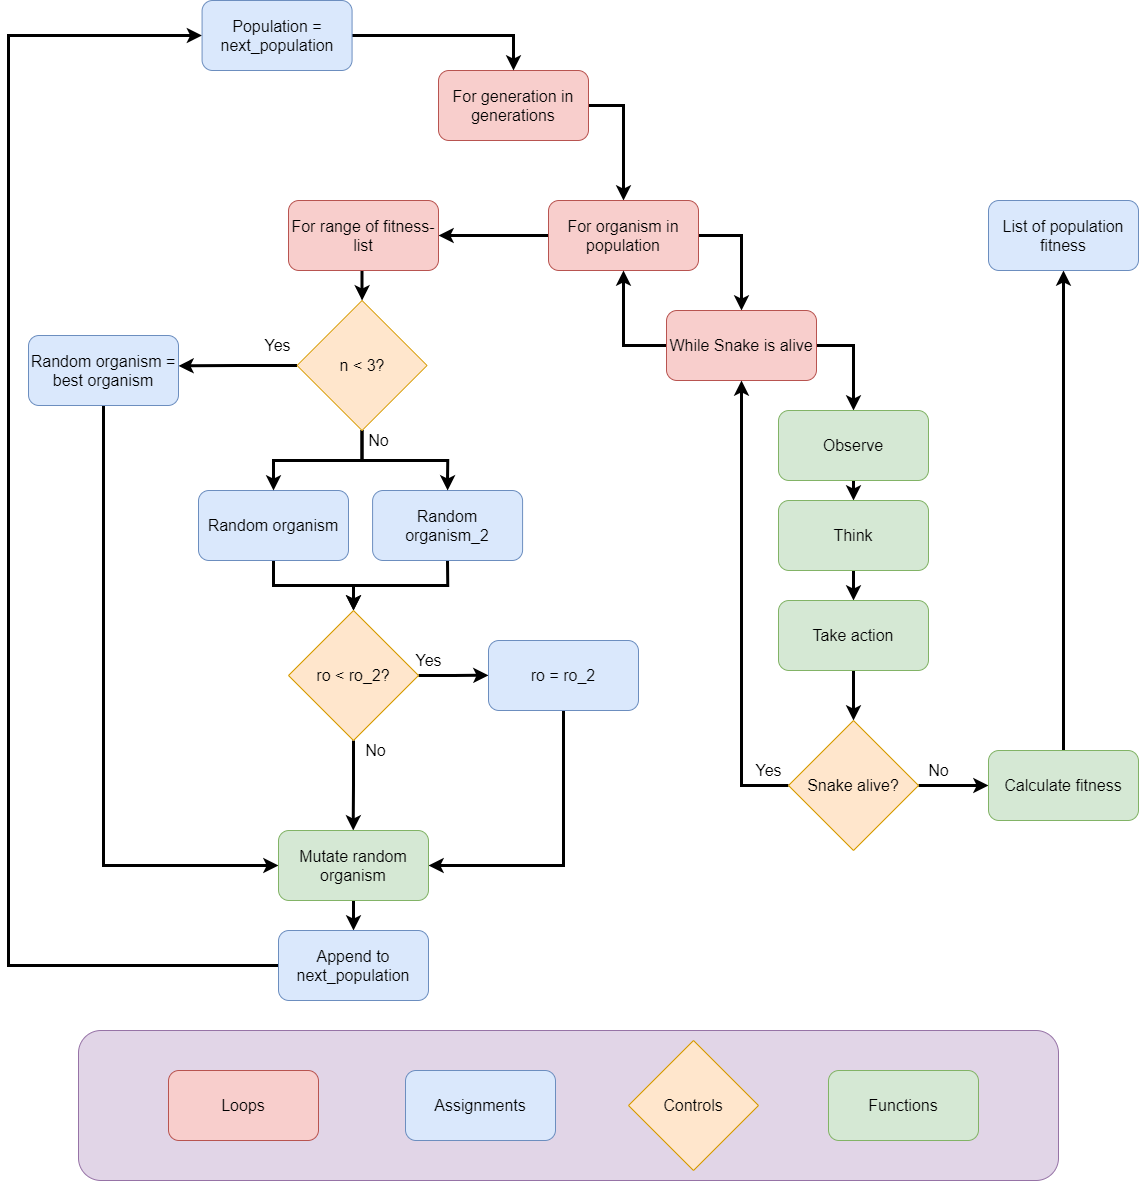 Population =
next_population
For generation in
generations
For range of fitness-
list
For organism in
population
List of population
fitness
While Snake is alive
Yes
Random organism =
best organism
n < 3?
No
Observe
Random organism
Random
organism_2
Think
Take action
ro < ro_2?
Yes
ro = ro_2
No
Yes
Snake alive?
No
Calculate fitness
Mutate random
organism
Append to
next_population
Loops
Assignments
Controls
Functions